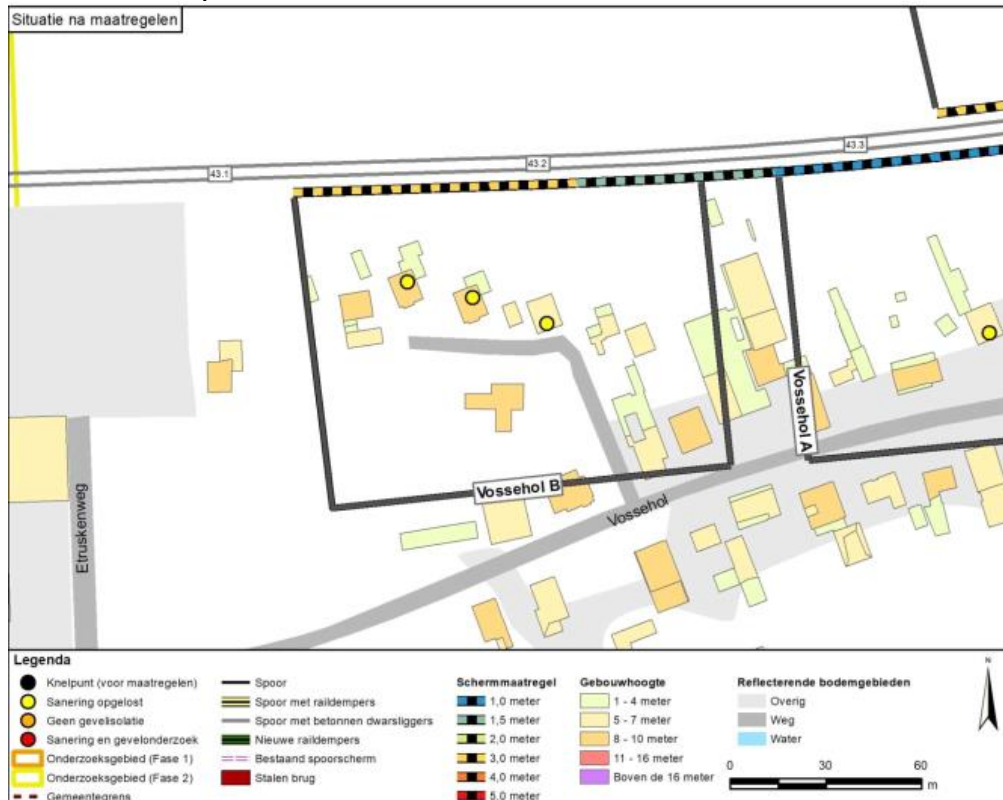 Situatie na maatregelen
43.1
43.2
43.3
Vossehol A
Vossehol B
Vossehol
Etruskenweg
Legenda
Knelpunt (voor maatregelen)
Sanering opgelost
Geen gevelisolatie
Sanering en gevelonderzoek
Onderzoeksgebied (Fase 1)
Onderzoeksgebied (Fase 2)
Gemeentegrens
Spoor
Spoor met raildempers
Spoor met betonnen dwarsliggers
Nieuwe raildempers
Bestaand spoorscherm
Stalen brug
Schermmaatregel
1,0 meter
1,5 meter
2,0 meter
3,0 meter
4,0 meter
5,0 meter
Gebouwhoogte
1 - 4 meter
5 - 7 meter
8 - 10 meter
11 - 16 meter
Boven de 16 meter
Reflecterende bodemgebieden
Overig
Weg
Water
N
0 30 60
m